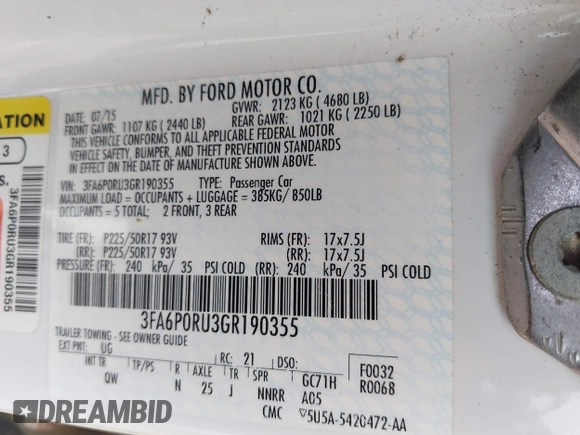 MFD. BY FORD MOTOR CO.
DATE: 07/15 GVWR: 2123 KG ( 4680 LB)
FRONT GAWR: 1107 KG ( 2440 LB) REAR GAWR: 1021 KG ( 2250 LB)
THIS VEHICLE CONFORMS TO ALL APPLICABLE FEDERAL MOTOR
VEHICLE SAFETY, BUMPER, AND THEFT PREVENTION STANDARDS
IN EFFECT ON THE DATE OF MANUFACTURE SHOWN ABOVE.
VIN: 3FA6P0RU3GR190355 TYPE: Passenger Car
MAXIMUM LOAD = OCCUPANTS + LUGGAGE = 385KG/ 850LB
OCCUPANTS = 5 TOTAL; 2 FRONT, 3 REAR
TIRE (FR): P225/50R17 93V RIMS (FR): 17x7.5J
(RR): P225/50R17 93V (RR): 17x7.5J
PRESSURE (FR): 240 kPa/ 35 PSI COLD (RR): 240 kPa/ 35 PSI COLD
3FA6P0RU3GR190355
TRAILER TOWING - SEE OWNER GUIDE
EXT PNT: UG RC: 21 DSO: F0032
INT TR TP/PS R AXLE TR SPR GC71H R0068
QW N 25 J NNRR A05
CMC ▽5U5A-5420472-AA
ATION
3
S.
3FA6P0RU3GR190355
DREAMBID